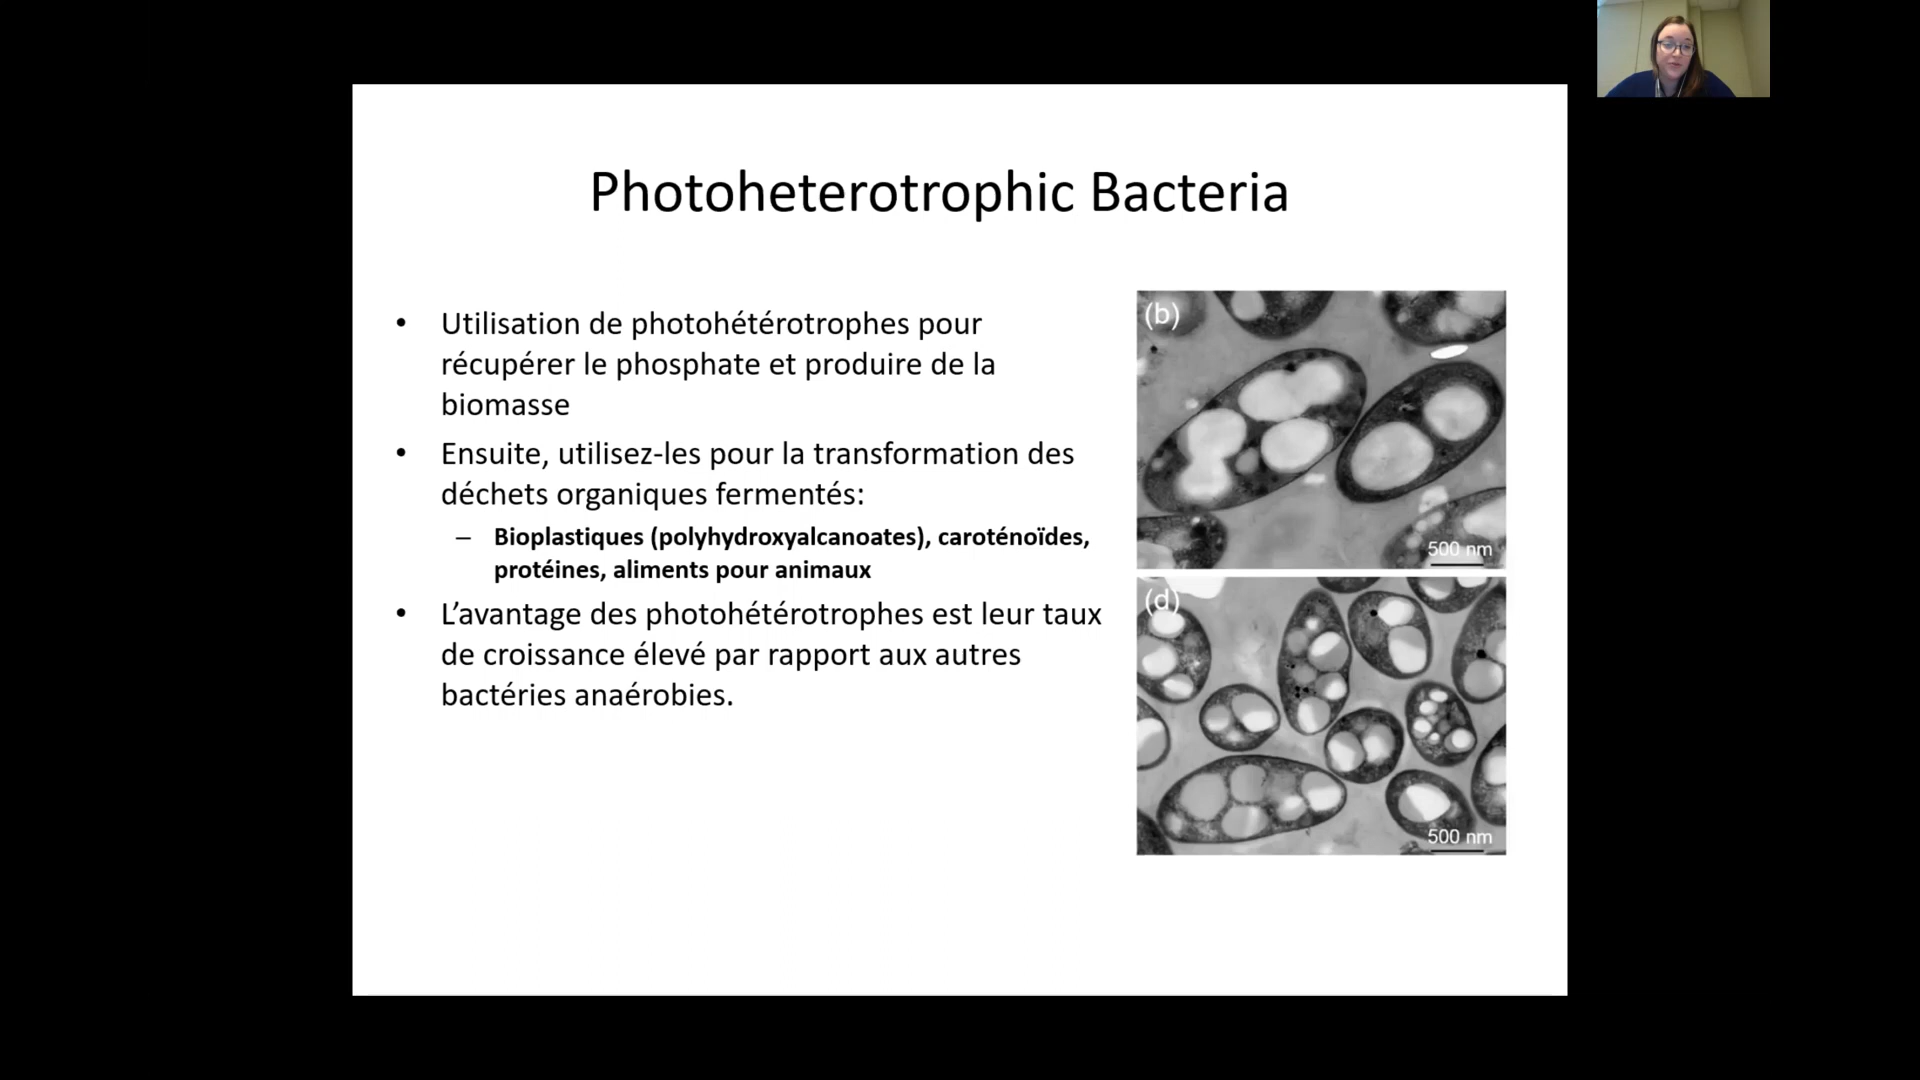 Photoheterotrophic Bacteria
• Utilisation de photohétérotrophes pour
récupérer le phosphate et produire de la
biomasse
• Ensuite, utilisez-les pour la transformation des
déchets organiques fermentés:
– Bioplastiques (polyhydroxyalcanoates), caroténoïdes,
protéines, aliments pour animaux
• L’avantage des photohétérotrophes est leur taux
de croissance élevé par rapport aux autres
bactéries anaérobies.
(b)
500 nm
(d)
500 nm